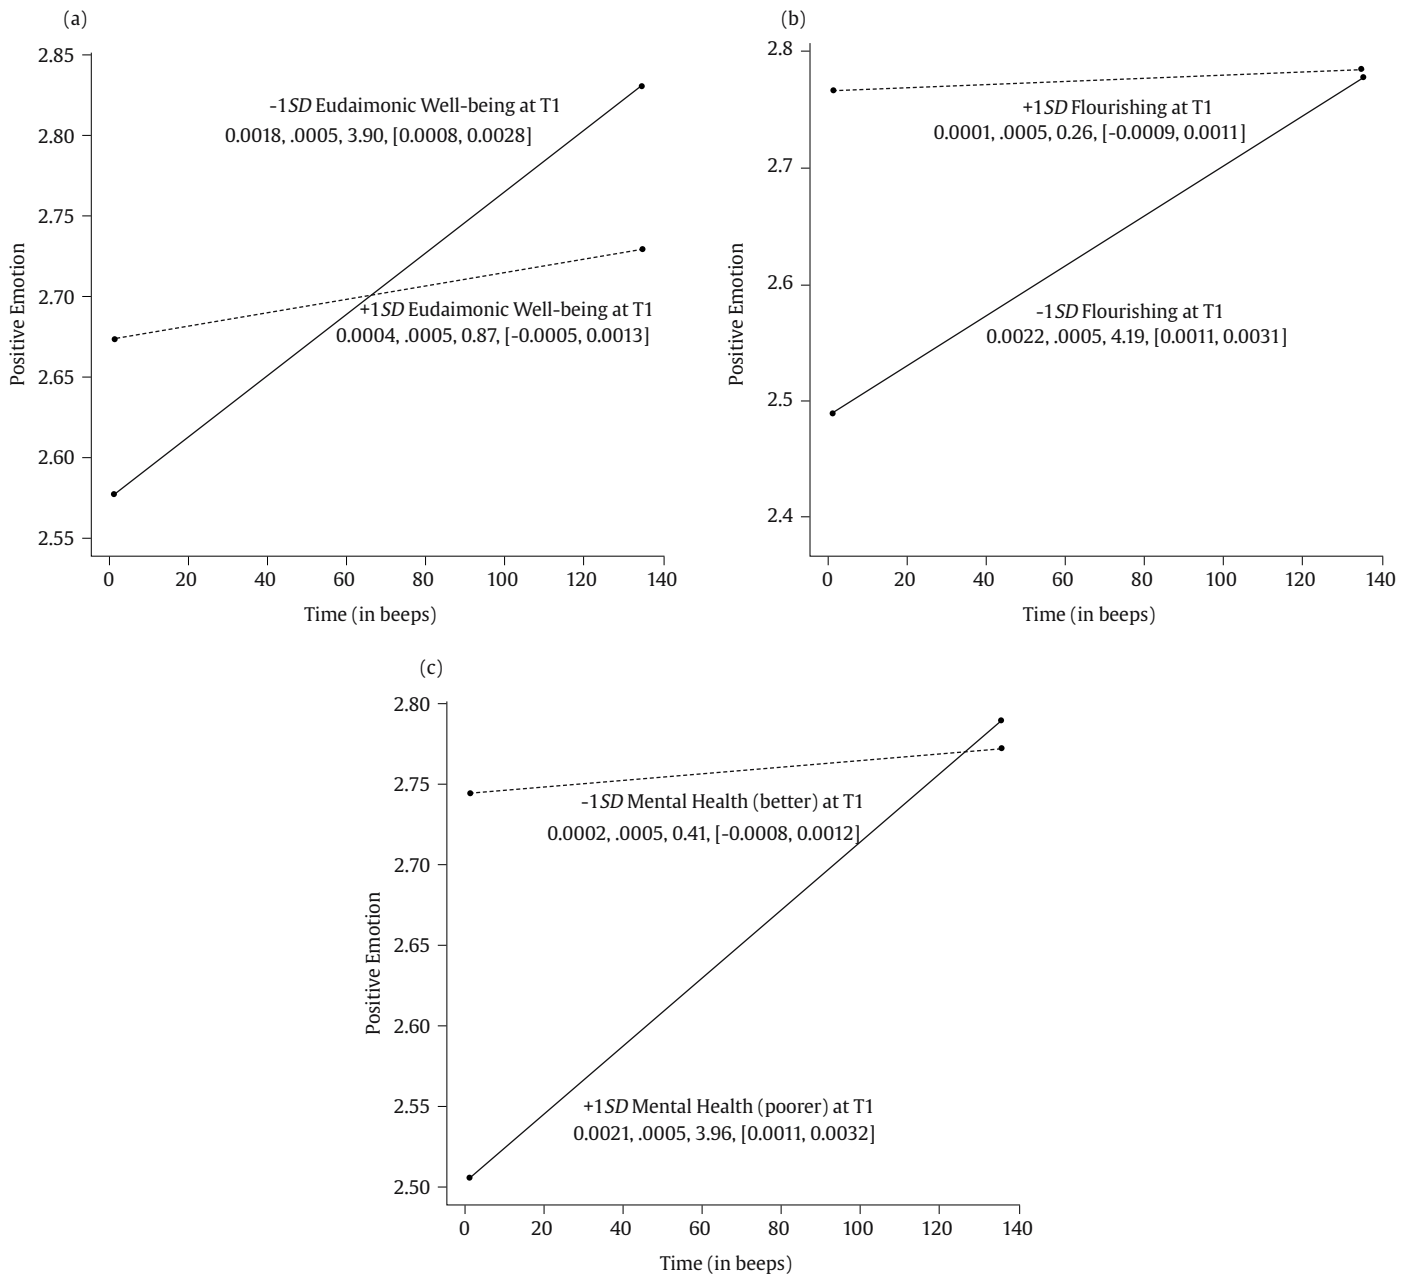 (a)
2.85
2.80
2.75
2.70
2.65
2.60
2.55
Positive Emotion
-1SD Eudaimonic Well-being at T1
0.0018, .0005, 3.90, [0.0008, 0.0028]
+1SD Eudaimonic Well-being at T1
0.0004, .0005, 0.87, [-0.0005, 0.0013]
0 20 40 60 80 100 120 140
Time (in beeps)
(b)
2.8
2.7
2.6
2.5
2.4
Positive Emotion
+1SD Flourishing at T1
0.0001, .0005, 0.26, [-0.0009, 0.0011]
-1SD Flourishing at T1
0.0022, .0005, 4.19, [0.0011, 0.0031]
0 20 40 60 80 100 120 140
Time (in beeps)
(c)
2.80
2.75
2.70
2.65
2.60
2.55
2.50
Positive Emotion
-1SD Mental Health (better) at T1
0.0002, .0005, 0.41, [-0.0008, 0.0012]
+1SD Mental Health (poorer) at T1
0.0021, .0005, 3.96, [0.0011, 0.0032]
0 20 40 60 80 100 120 140
Time (in beeps)